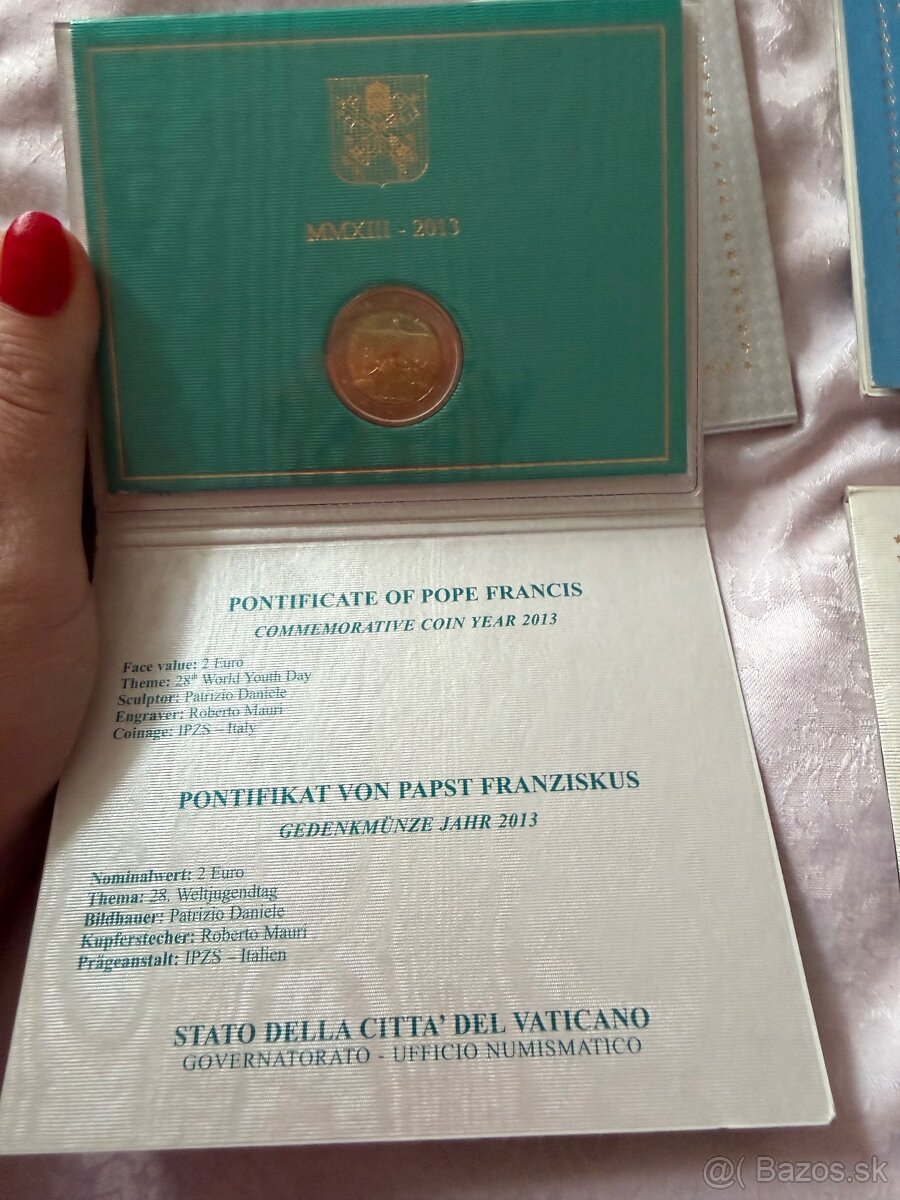 MMXIII - 2013
PONTIFICATE OF POPE FRANCIS
COMMEMORATIVE COIN YEAR 2013
Face value: 2 Euro
Theme: 28th World Youth Day
Sculptor: Patrizio Daniele
Engraver: Roberto Mauri
Coinage: IPZS – Italy
PONTIFIKAT VON PAPST FRANZISKUS
GEDENKMÜNZE JAHR 2013
Nominalwert: 2 Euro
Thema: 28. Weltjugendtag
Bildhauer: Patrizio Daniele
Kupferstecher: Roberto Mauri
Prägeanstalt: IPZS – Italien
STATO DELLA CITTA' DEL VATICANO
GOVERNATORATO - UFFICIO NUMISMATICO
@( Bazos.sk